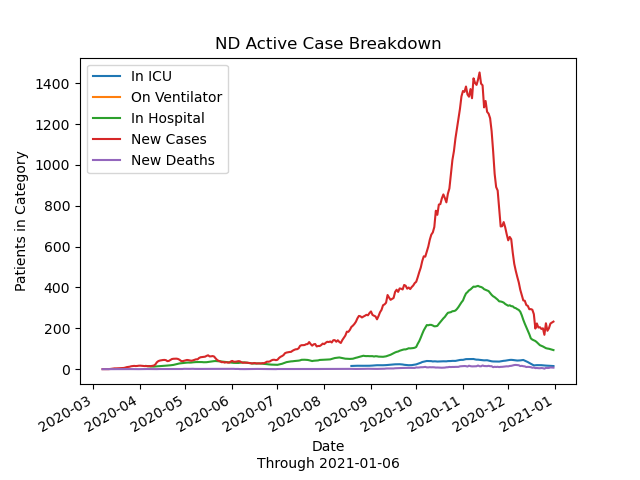 ND Active Case Breakdown
In ICU
On Ventilator
In Hospital
New Cases
New Deaths
Patients in Category
1400
1200
1000
800
600
400
200
0
2020-03
2020-04
2020-05
2020-06
2020-07
2020-08
2020-09
2020-10
2020-11
2020-12
2021-01
Date
Through 2021-01-06